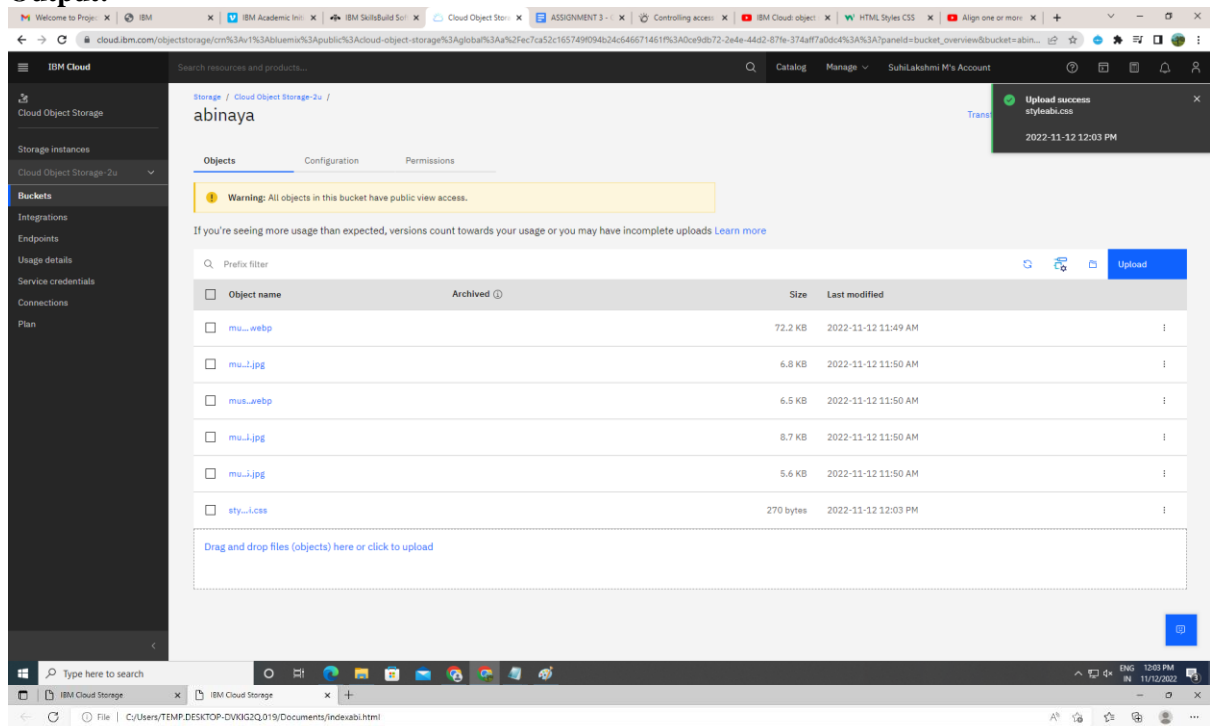 Output:
Welcome to Projec
IBM
IBM Academic Initi
IBM SkillsBuild Sof
Cloud Object Stora
ASSIGNMENT 3 -
Controlling access
IBM Cloud: object
HTML Styles CSS
Align one or more
IBM Cloud
Search resources and products...
Catalog
Manage
SuhiLakshmi M's Account
Cloud Object Storage
Storage instances
Cloud Object Storage-2u
Buckets
Integrations
Endpoints
Usage details
Service credentials
Connections
Plan
Storage / Cloud Object Storage-2u /
abinaya
Upload success
styleabi.css
2022-11-12 12:03 PM
Objects Configuration Permissions
Warning: All objects in this bucket have public view access.
If you're seeing more usage than expected, versions count towards your usage or you may have incomplete uploads Learn more
Prefix filter
Upload
Object name Archived Size Last modified
mu... webp 72.2 KB 2022-11-12 11:49 AM
6.8 KB 2022-11-12 11:50 AM
mus...webp 6.5 KB 2022-11-12 11:50 AM
8.7 KB 2022-11-12 11:50 AM
5.6 KB 2022-11-12 11:50 AM
sty...i.css 270 bytes 2022-11-12 12:03 PM
Drag and drop files (objects) here or click to upload
Type here to search
ENG 12:03 PM
IN 11/12/2022
IBM Cloud Storage
IBM Cloud Storage
File C:/Users/TEMP.DESKTOP-DVKIG2Q.019/Documents/indexabi.html